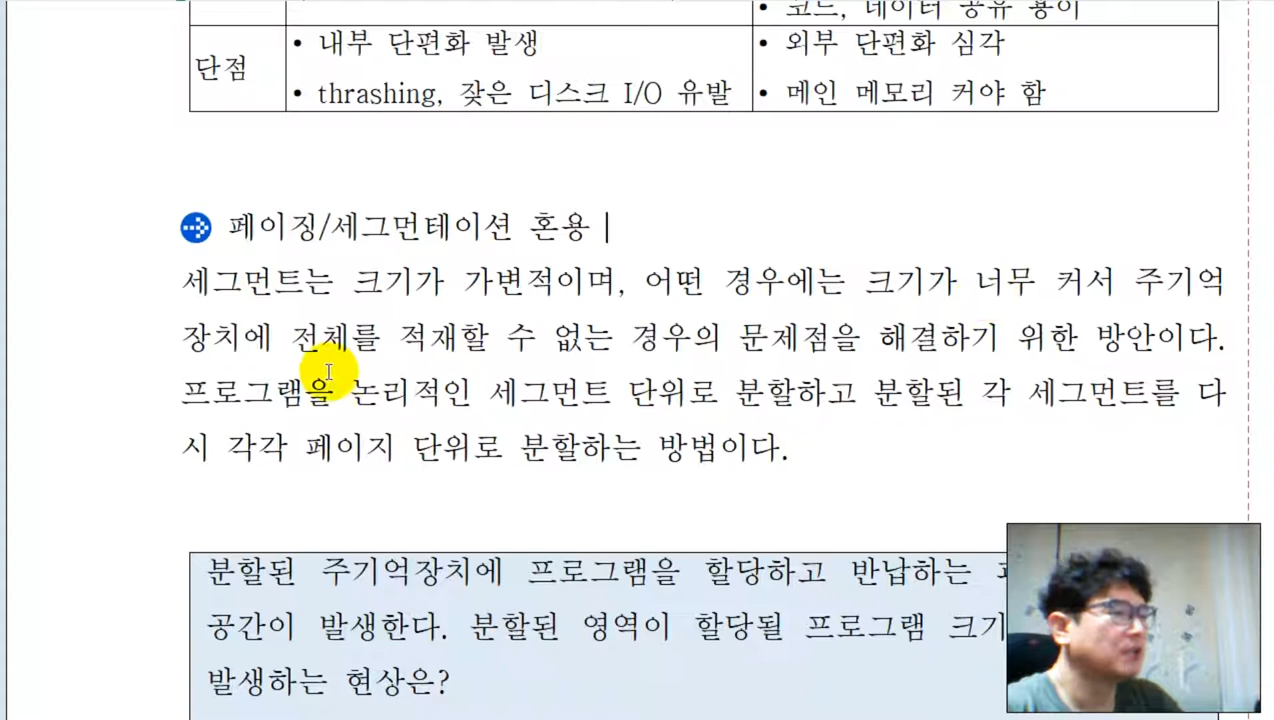 • 코드, 데이터 공유 용이
단점
• 내부 단편화 발생
• thrashing, 잦은 디스크 I/O 유발
• 외부 단편화 심각
• 메인 메모리 커야 함
페이징/세그먼테이션 혼용
세그먼트는 크기가 가변적이며, 어떤 경우에는 크기가 너무 커서 주기억
장치에 전체를 적재할 수 없는 경우의 문제점을 해결하기 위한 방안이다.
프로그램을 논리적인 세그먼트 단위로 분할하고 분할된 각 세그먼트를 다
시 각각 페이지 단위로 분할하는 방법이다.
분할된 주기억장치에 프로그램을 할당하고 반납하는
공간이 발생한다. 분할된 영역이 할당될 프로그램 크기
발생하는 현상은?